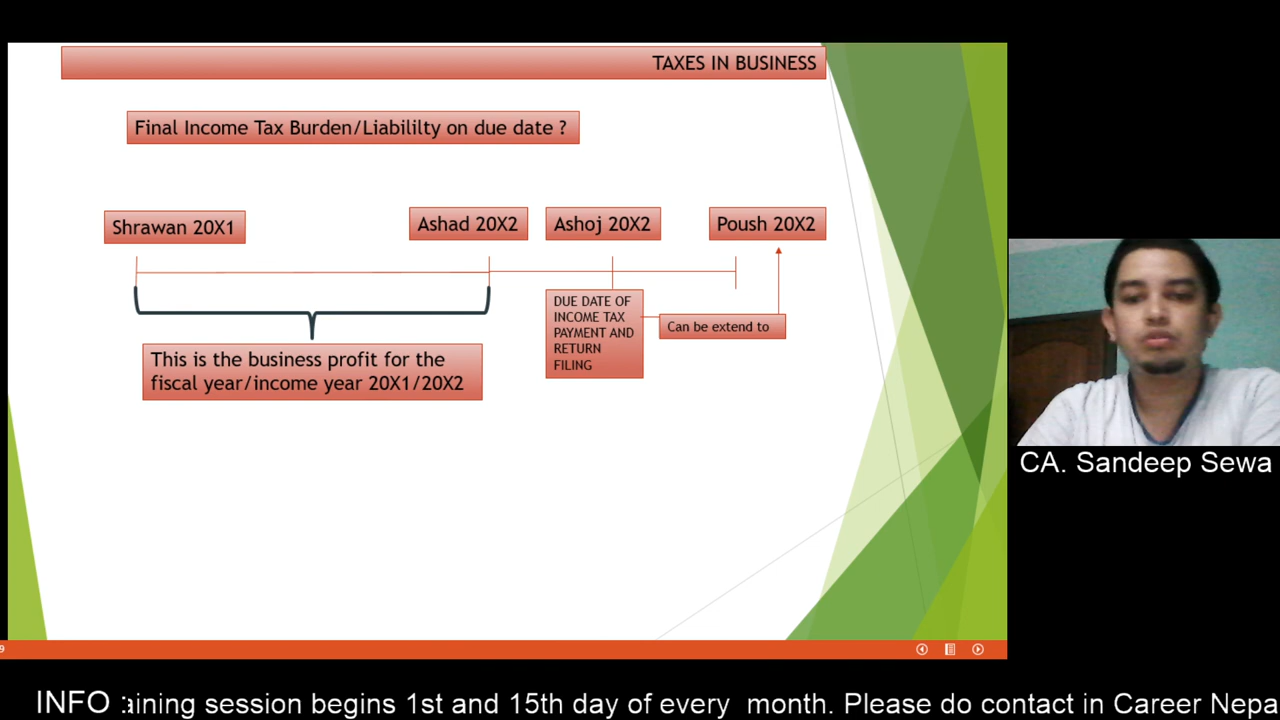 TAXES IN BUSINESS
Final Income Tax Burden/Liabililty on due date ?
Shrawan 20X1
Ashad 20X2
Ashoj 20X2
Poush 20X2
DUE DATE OF
INCOME TAX
PAYMENT AND
RETURN
FILING
Can be extend to
This is the business profit for the
fiscal year/income year 20X1/20X2
CA. Sandeep Sewa
9
INFO :aining session begins 1st and 15th day of every month. Please do contact in Career Nepa